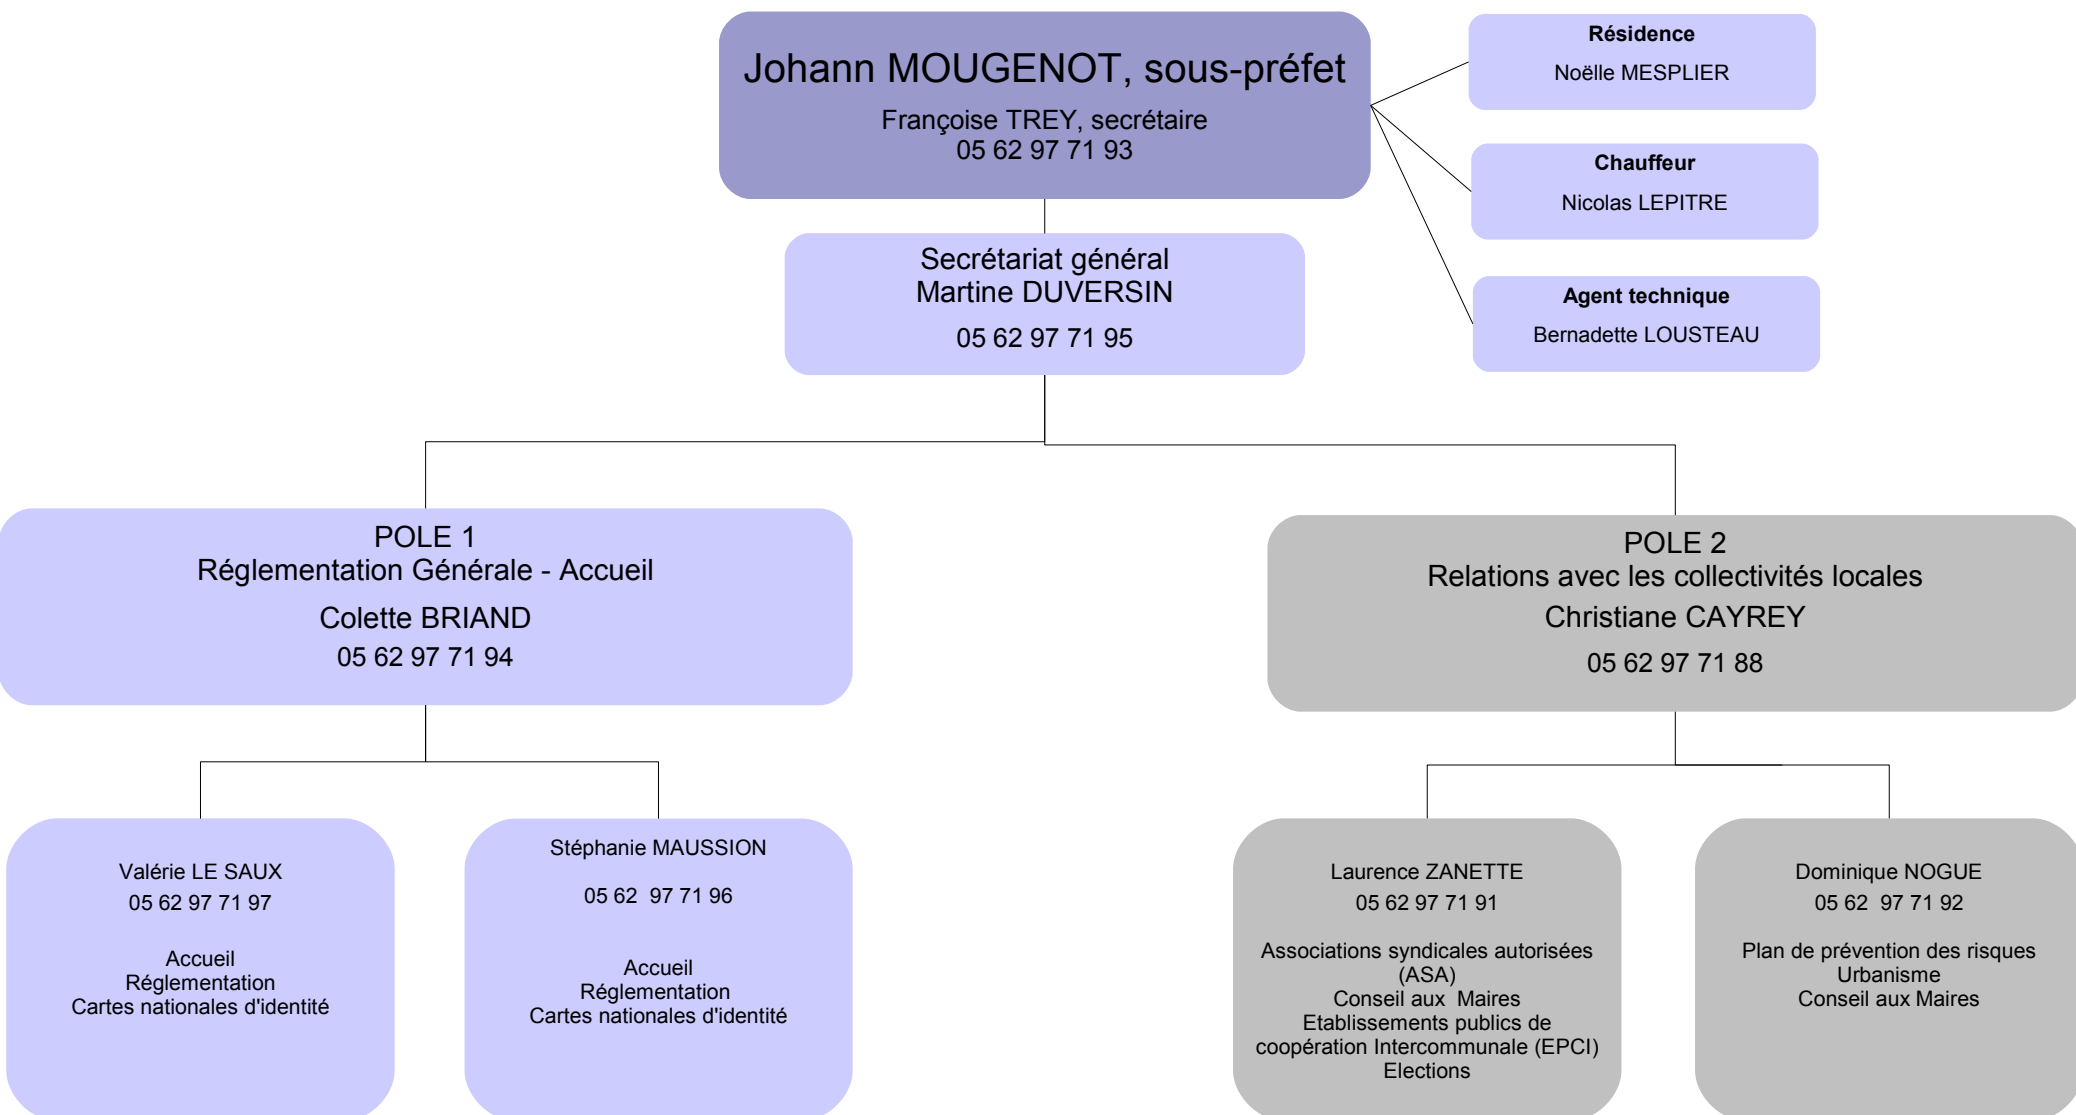 Johann MOUGENOT, sous-préfet
Françoise TREY, secrétaire
05 62 97 71 93
Résidence
Noëlle MESPLIER
Chauffeur
Nicolas LEPITRE
Agent technique
Bernadette LOUSTEAU
Secrétariat général
Martine DUVERSIN
05 62 97 71 95
POLE 1
Réglementation Générale - Accueil
Colette BRIAND
05 62 97 71 94
POLE 2
Relations avec les collectivités locales
Christiane CAYREY
05 62 97 71 88
Valérie LE SAUX
05 62 97 71 97
Accueil
Réglementation
Cartes nationales d'identité
Stéphanie MAUSSION
05 62  97 71 96
Accueil
Réglementation
Cartes nationales d'identité
Laurence ZANETTE
05 62 97 71 91
Associations syndicales autorisées
(ASA)
Conseil aux  Maires
Etablissements publics de
coopération Intercommunale (EPCI)
Elections
Dominique NOGUE
05 62  97 71 92
Plan de prévention des risques
Urbanisme
Conseil aux Maires